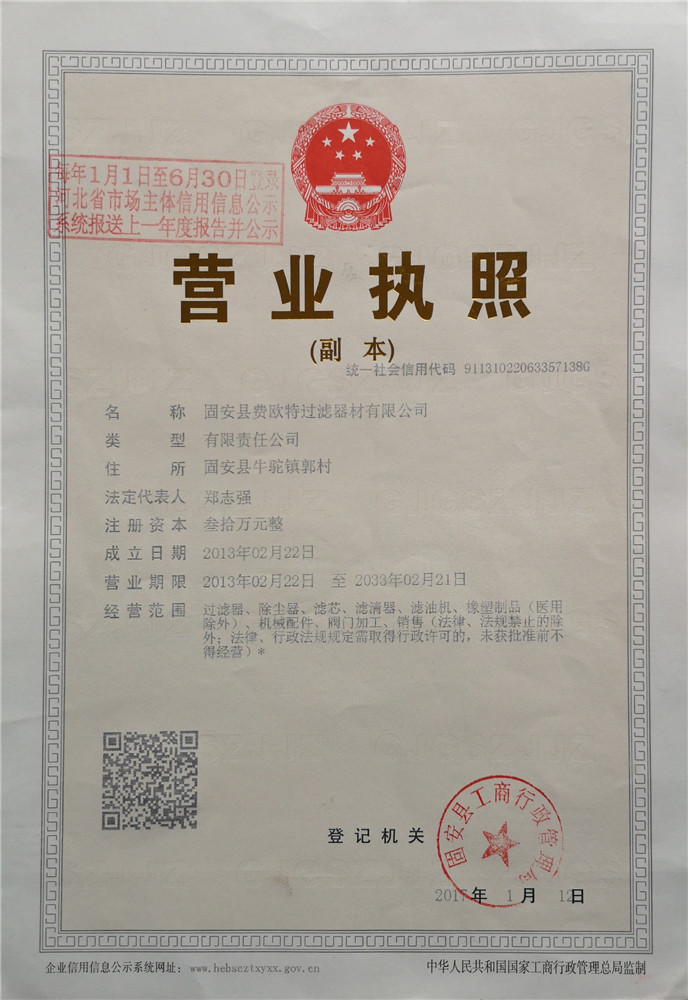 每年1月1日至6月30日登录
河北省市场主体信用信息公示
系统报送上一年度报告并公示
营业执照
(副 本)
统一社会信用代码 91131022063357138G
名 称 固安县费欧特过滤器材有限公司
类 型 有限责任公司
住 所 固安县牛驼镇郭村
法定代表人 郑志强
注册资本 叁拾万元整
成立日期 2013年02月22日
营业期限 2013年02月22日 至 2033年02月21日
经营范围 过滤器、除尘器、滤芯、滤清器、滤油机、橡塑制品（医用
除外）、机械配件、阀门加工、销售（法律、法规禁止的除
外；法律、行政法规规定需取得行政许可的，未获批准前不
得经营）*
登记机关
固安县工商行政管理局
2017年 1月 12日
企业信用信息公示系统网址：www.hebscztxyxx.gov.cn
中华人民共和国国家工商行政管理总局监制